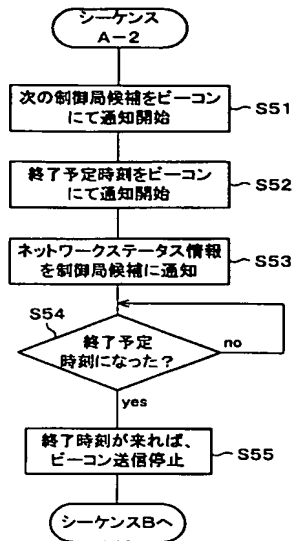 シーケンス
A-2
次の制御局候補をビーコン
にて通知開始
S51
終了予定時刻をビーコン
にて通知開始
S52
ネットワークステータス情報
を制御局候補に通知
S53
S54
終了予定
時刻になった?
no
yes
終了時刻が来れば、
ビーコン送信停止
S55
シーケンスBへ